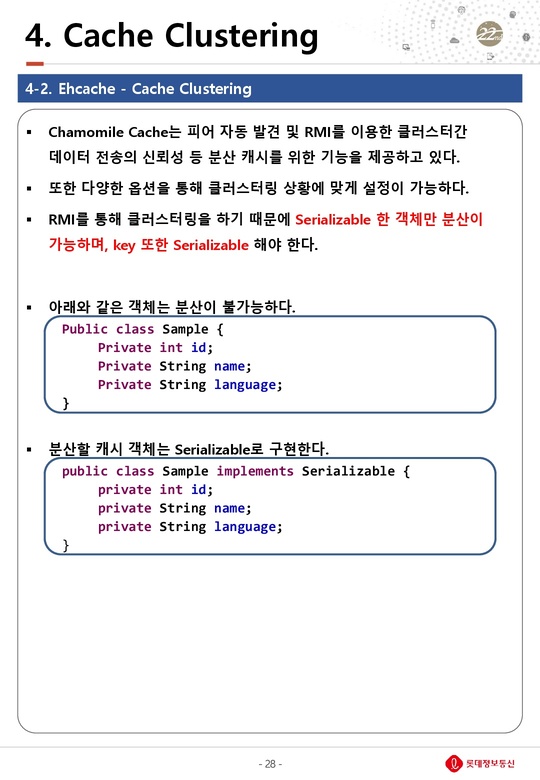 4. Cache Clustering
22nd
4-2. Ehcache - Cache Clustering
▪ Chamomile Cache는 피어 자동 발견 및 RMI를 이용한 클러스터간
데이터 전송의 신뢰성 등 분산 캐시를 위한 기능을 제공하고 있다.
▪ 또한 다양한 옵션을 통해 클러스터링 상황에 맞게 설정이 가능하다.
▪ RMI를 통해 클러스터링을 하기 때문에 Serializable 한 객체만 분산이
가능하며, key 또한 Serializable 해야 한다.
▪ 아래와 같은 객체는 분산이 불가능하다.
Public class Sample {
Private int id;
Private String name;
Private String language;
}
▪ 분산할 캐시 객체는 Serializable로 구현한다.
public class Sample implements Serializable {
private int id;
private String name;
private String language;
}
- 28 -
롯데정보통신